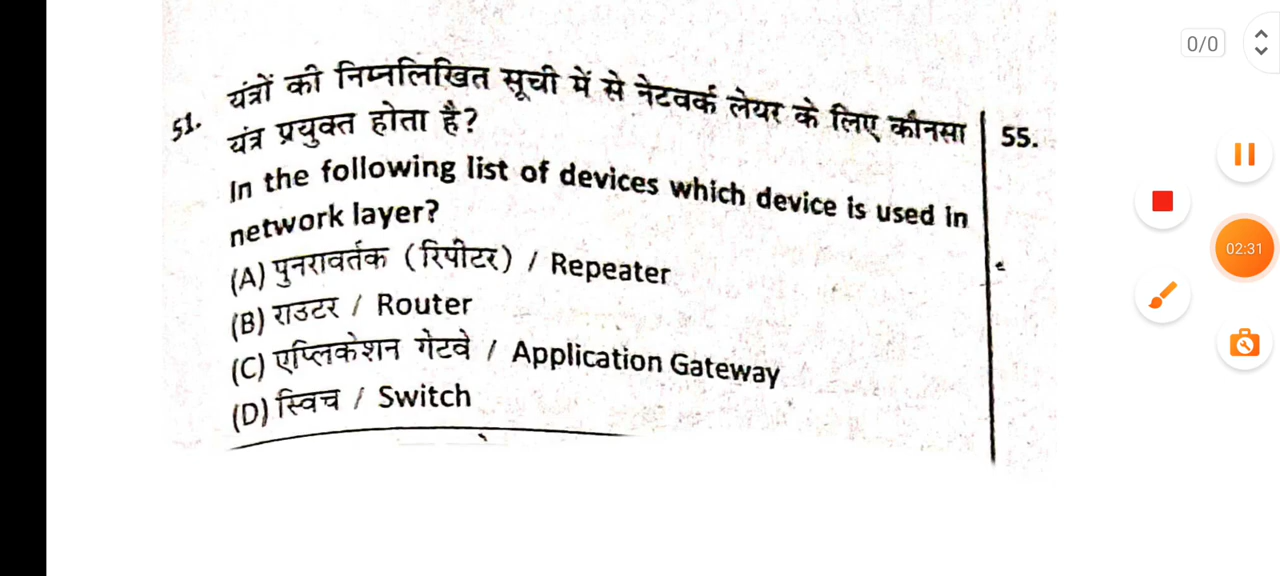 0/0
51. यंत्रों की निम्नलिखित सूची में से नेटवर्क लेयर के लिए कौनसा
यंत्र प्रयुक्त होता है?
In the following list of devices which device is used in
network layer?
(A) पुनरावर्तक (रिपीटर) / Repeater
(B) राउटर / Router
(C) एप्लिकेशन गेटवे / Application Gateway
(D) स्विच / Switch
55.
02:31